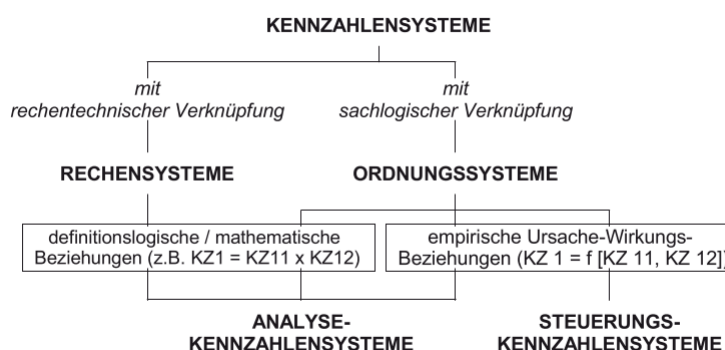 KENNZAHLENSYSTEME
mit
rechentechnischer Verknüpfung
mit
sachlogischer Verknüpfung
RECHENSYSTEME
ORDNUNGSSYSTEME
definitionslogische / mathematische
Beziehungen (z.B. KZ1 = KZ11 x KZ12)
empirische Ursache-Wirkungs-
Beziehungen (KZ 1 = f [KZ 11, KZ 12])
ANALYSE-
KENNZAHLENSYSTEME
STEUERUNGS-
KENNZAHLENSYSTEME